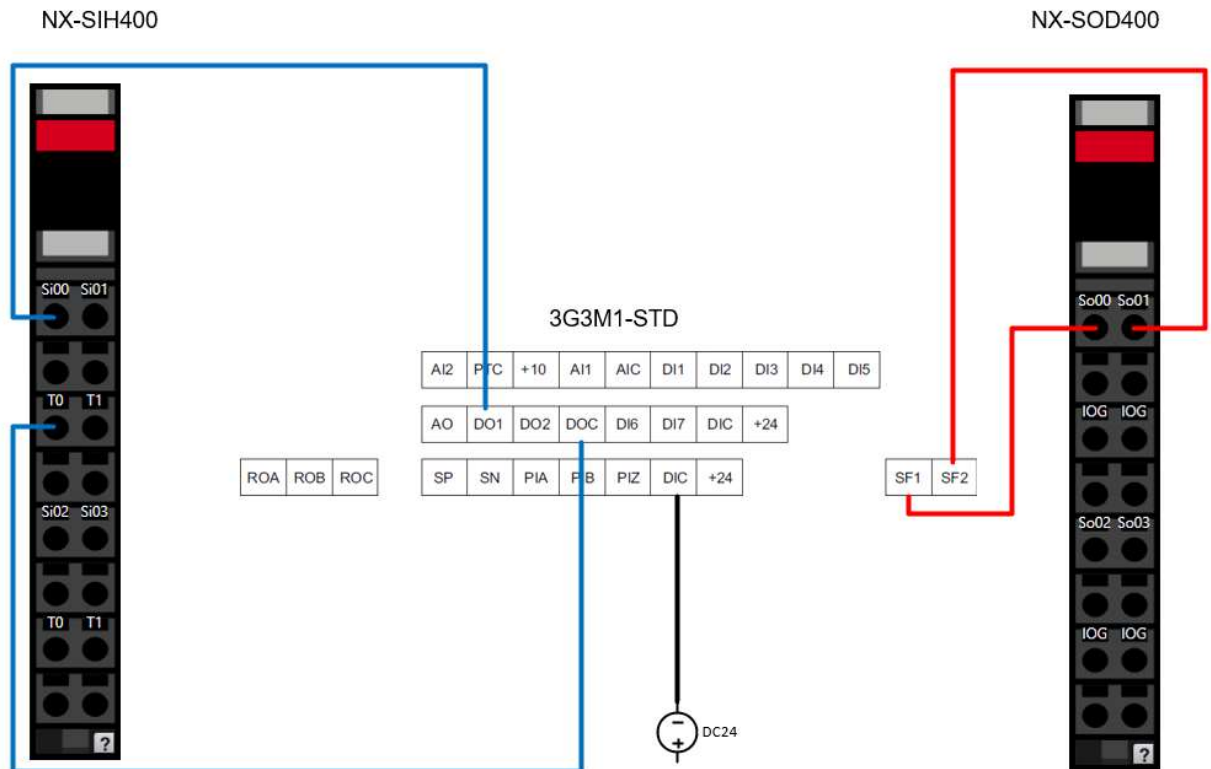 NX-SIH400
NX-SOD400
Si00 Si01
So00 So01
3G3M1-STD
AI2 PTC +10 AI1 AIC DI1 DI2 DI3 DI4 DI5
T0 T1
AO DO1 DO2 DOC DI6 DI7 DIC +24
IOG IOG
ROA ROB ROC
SP SN PIA PIB PIZ DIC +24
SF1 SF2
Si02 Si03
So02 So03
T0 T1
IOG IOG
DC24
?
?